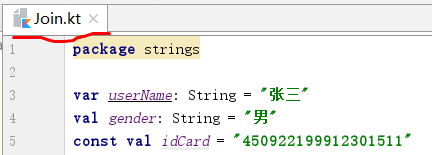 Join.kt
1 package strings
2
3 var userName: String = "张三"
4 val gender: String = "男"
5 const val idCard = "450922199912301511"